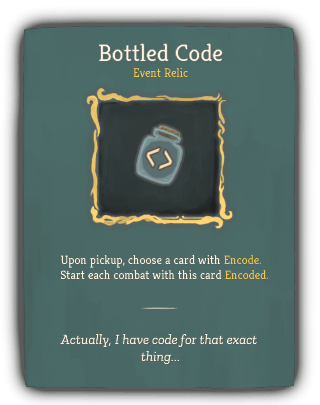 Bottled Code
Event Relic
<>
Upon pickup, choose a card with Encode.
Start each combat with this card Encoded.
Actually, I have code for that exact
thing...